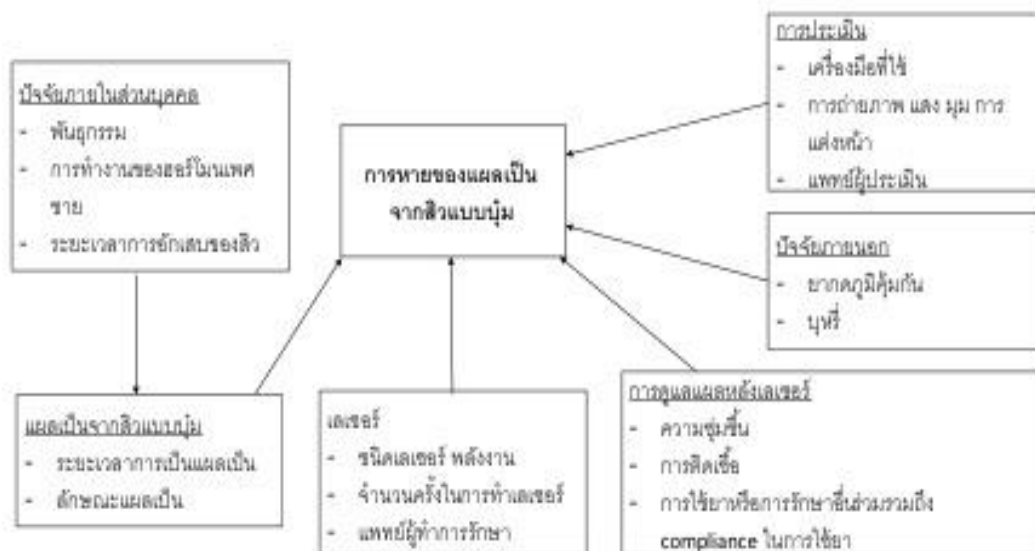 การประเมิน
- เครื่องมือที่ใช้
- การถ่ายภาพ แสง มุม การ
แต่งหน้า
- แพทย์ผู้ประเมิน
ปัจจัยภายในส่วนบุคคล
- พันธุกรรม
- การทำงานของฮอร์โมนเพศ
ชาย
- ระยะเวลาการอักเสบของสิว
การหายของแผลเป็น
จากสิวแบบบุ๋ม
ปัจจัยภายนอก
- ยากดภูมิคุ้มกัน
- บุหรี่
แผลเป็นจากสิวแบบบุ๋ม
- ระยะเวลาการเป็นแผลเป็น
- ลักษณะแผลเป็น
เลเซอร์
- ชนิดเลเซอร์ พลังงาน
- จำนวนครั้งในการทำเลเซอร์
- แพทย์ผู้ทำการรักษา
การดูแลแผลหลังเลเซอร์
- ความชุ่มชื้น
- การติดเชื้อ
- การใช้ยาหรือการรักษาอื่นร่วมรวมถึง
compliance ในการใช้ยา